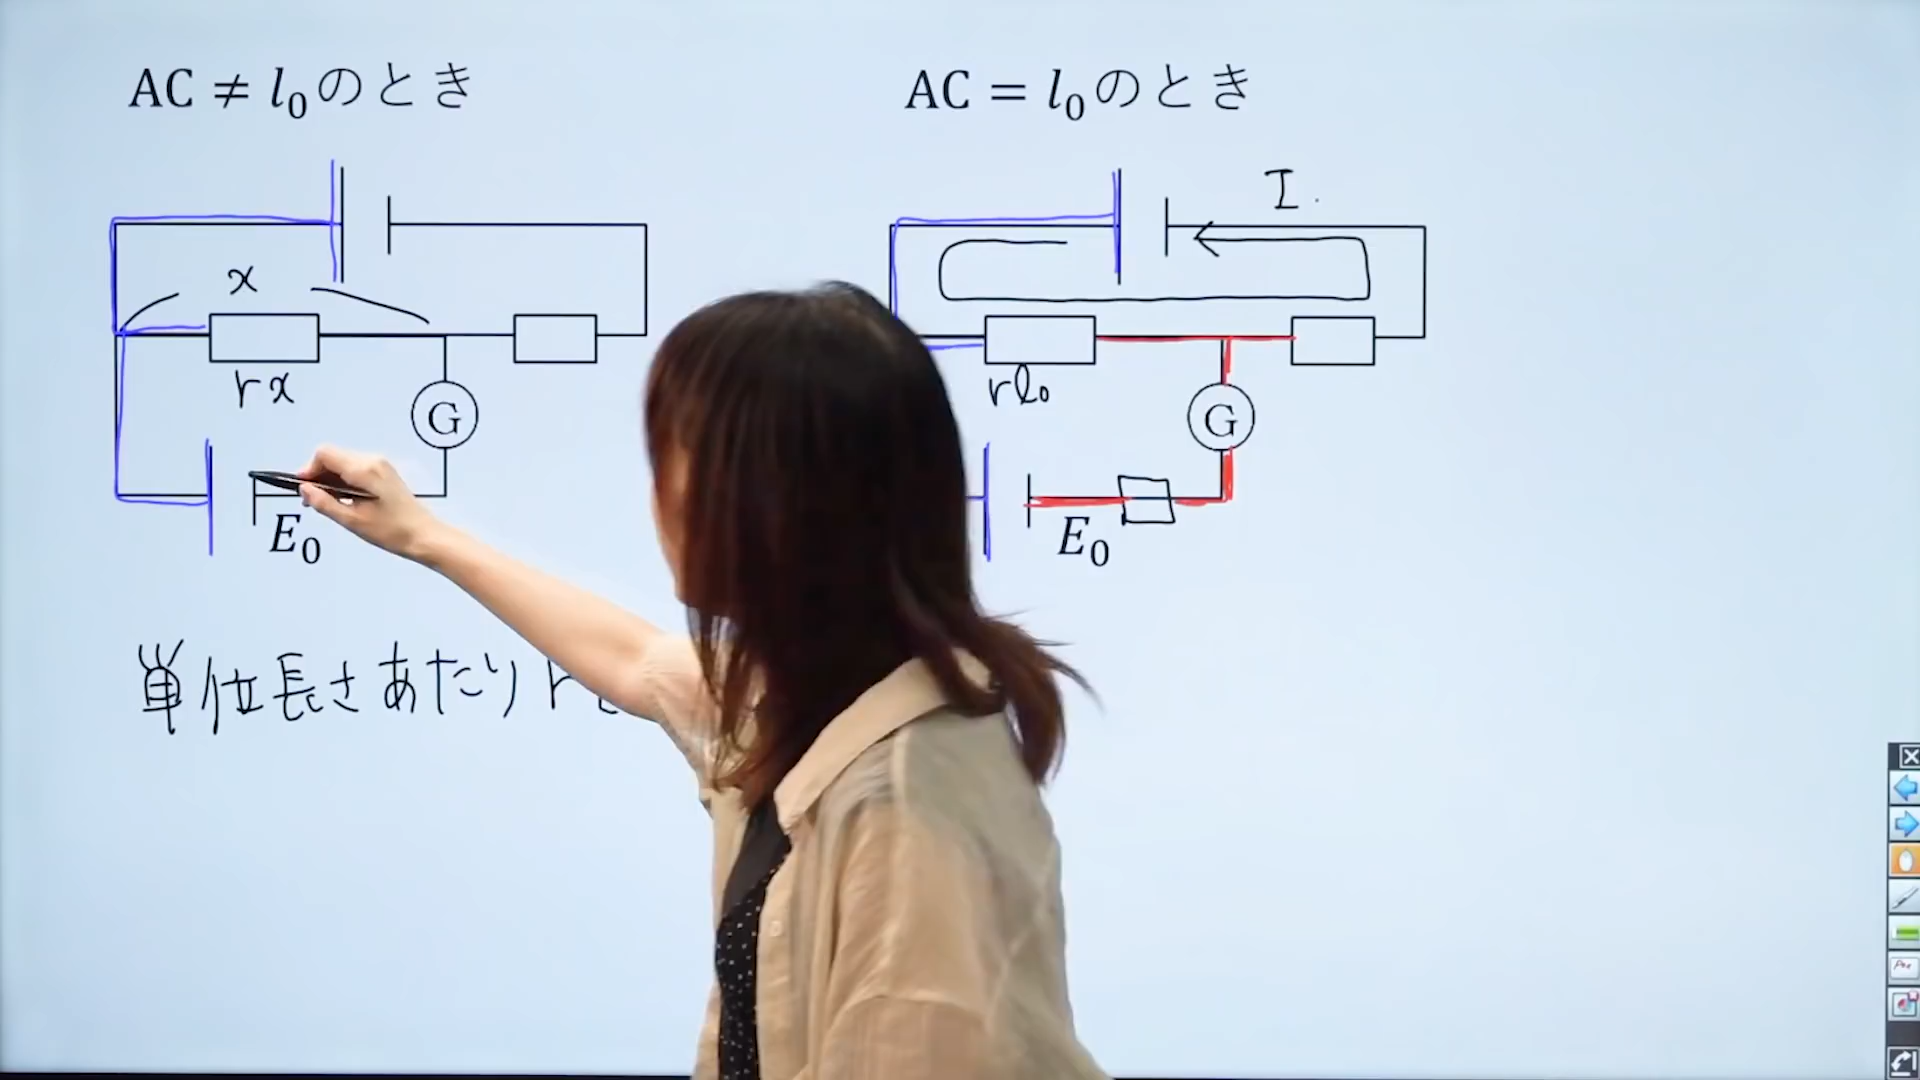 AC ≠ l₀のとき
AC = l₀のとき
I
x
rx
G
E₀
rl₀
G
E₀
単位長さあたりr